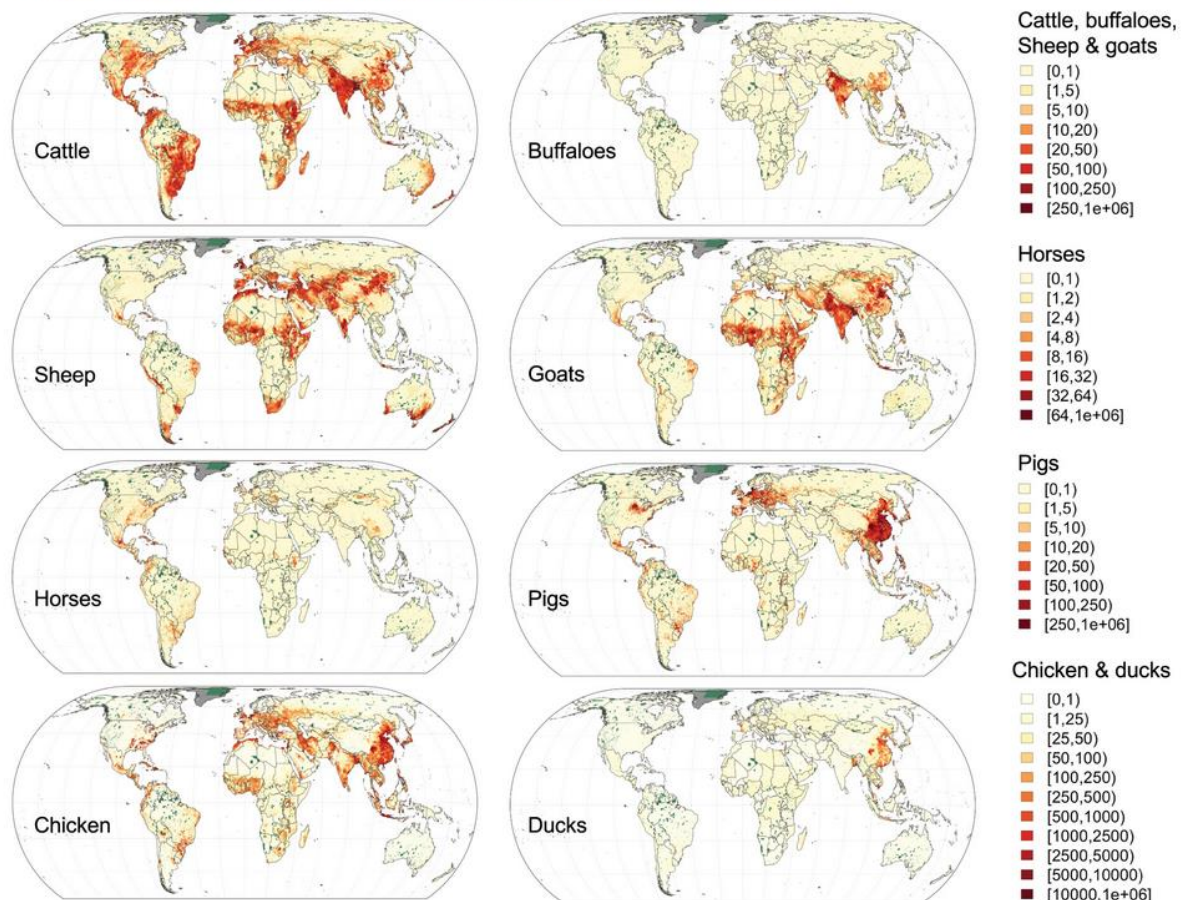 Cattle
Buffaloes
Sheep
Goats
Horses
Pigs
Chicken
Ducks
Cattle, buffaloes,
Sheep & goats
[0,1)
[1,5)
[5,10)
[10,20)
[20,50)
[50,100)
[100,250)
[250,1e+06]
Horses
[0,1)
[1,2)
[2,4)
[4,8)
[8,16)
[16,32)
[32,64)
[64,1e+06]
Pigs
[0,1)
[1,5)
[5,10)
[10,20)
[20,50)
[50,100)
[100,250)
[250,1e+06]
Chicken & ducks
[0,1)
[1,25)
[25,50)
[50,100)
[100,250)
[250,500)
[500,1000)
[1000,2500)
[2500,5000)
[5000,10000)
[10000,1e+06]